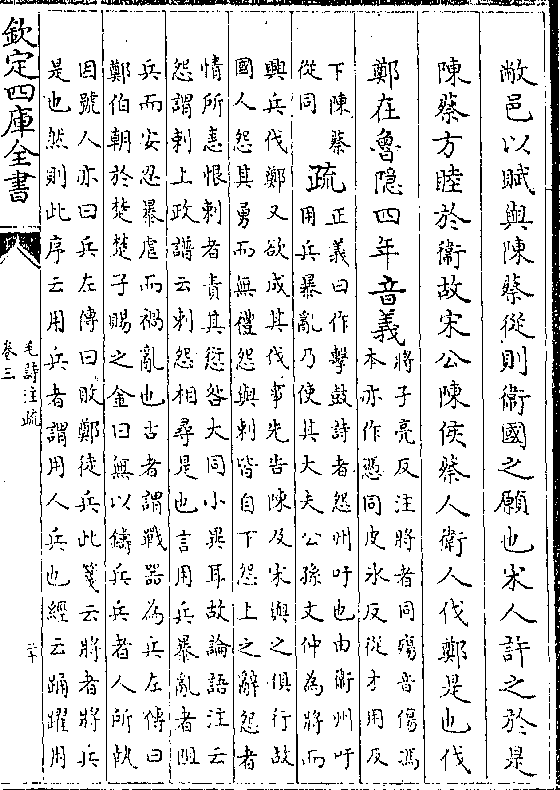 敝邑以賦與陳蔡從則衞國之願也宋人許之於是
陳蔡方睦於衞故宋公陳侯蔡人衞人伐鄭是也伐
鄭在魯隐四年音義
將子亮反注將者同殤音傷馮
本亦作憑同皮氷反從才用反
下陳蔡
從同
疏
正義曰作擊鼓詩者怨州吁也由衞州吁
用兵暴亂乃使其大夫公孫文仲為將而
興兵伐鄭又欲成其伐事先告陳及宋與之俱行故
國人怨其勇而無禮怨與刺皆自下怨上之辭怨者
情所恚恨刺者責其愆咎大同小異耳故論語注云
怨謂刺上政譜云刺怨相尋是也言用兵暴亂者阻
兵而安忍暴虐而禍亂也古者謂戰器為兵左傳曰
鄭伯朝於楚楚子賜之金曰無以鑄兵兵者人所執
因號人亦曰兵左傳曰敗鄭徒兵此箋云將者將兵
是也然則此序云用兵者謂用人兵也經云踊躍用
欽定四庫全書
毛詩注疏
卷三